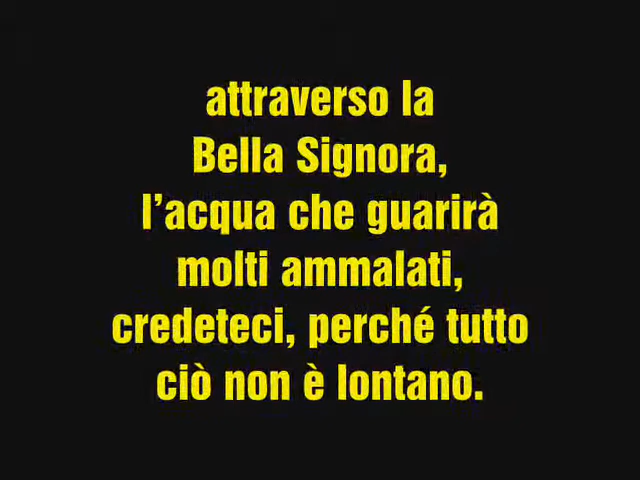 attraverso la
Bella Signora,
l’acqua che guarirà
molti ammalati,
credeteci, perché tutto
ciò non è lontano.